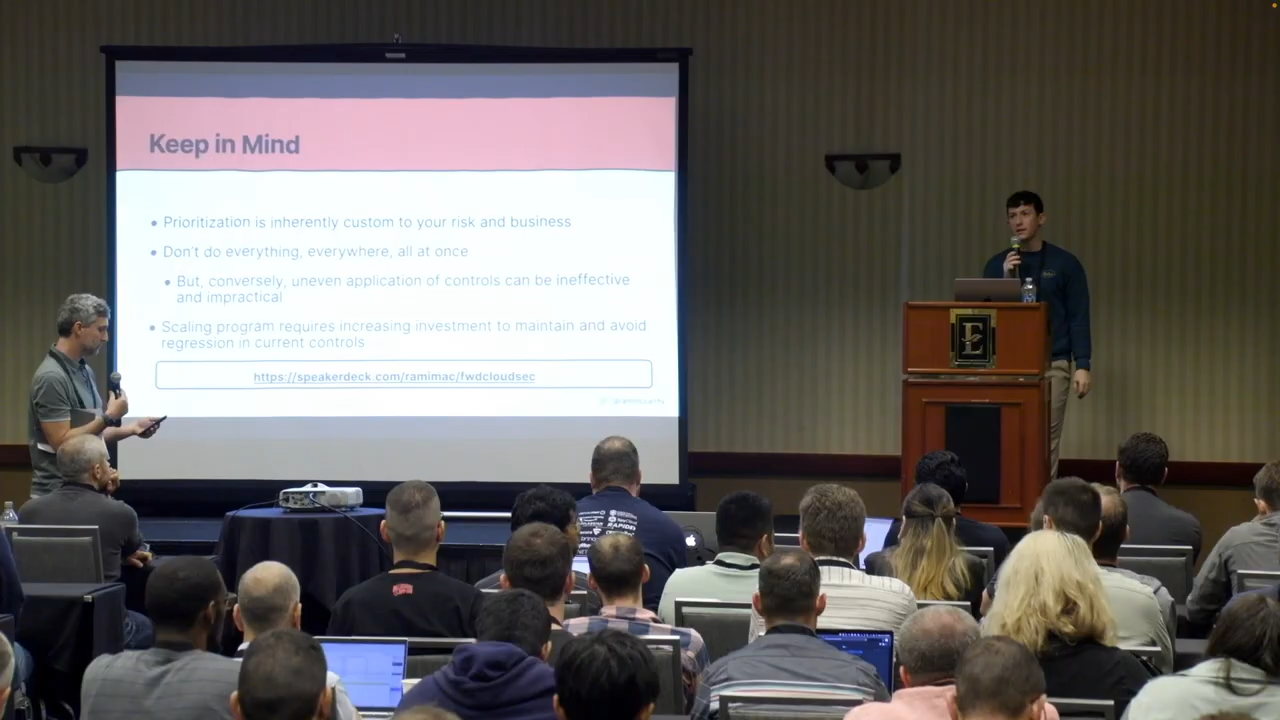 Keep in Mind
• Prioritization is inherently custom to your risk and business
• Don't do everything, everywhere, all at once
• But, conversely, uneven application of controls can be ineffective
and impractical
• Scaling program requires increasing investment to maintain and avoid
regression in current controls
https://speakerdeck.com/ramimac/fwdcloudsec
E
RAPID7